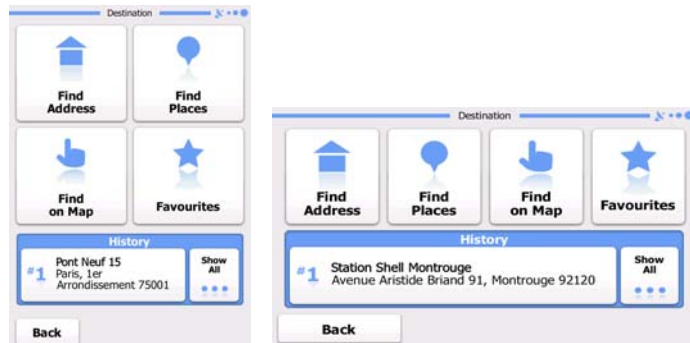 Destination
Find
Address
Find
Places
Find
on Map
Favourites
History
#1
Pont Neuf 15
Paris, 1er
Arrondissement 75001
Show
All
Back
Destination
Find
Address
Find
Places
Find
on Map
Favourites
History
#1
Station Shell Montrouge
Avenue Aristide Briand 91, Montrouge 92120
Show
All
Back